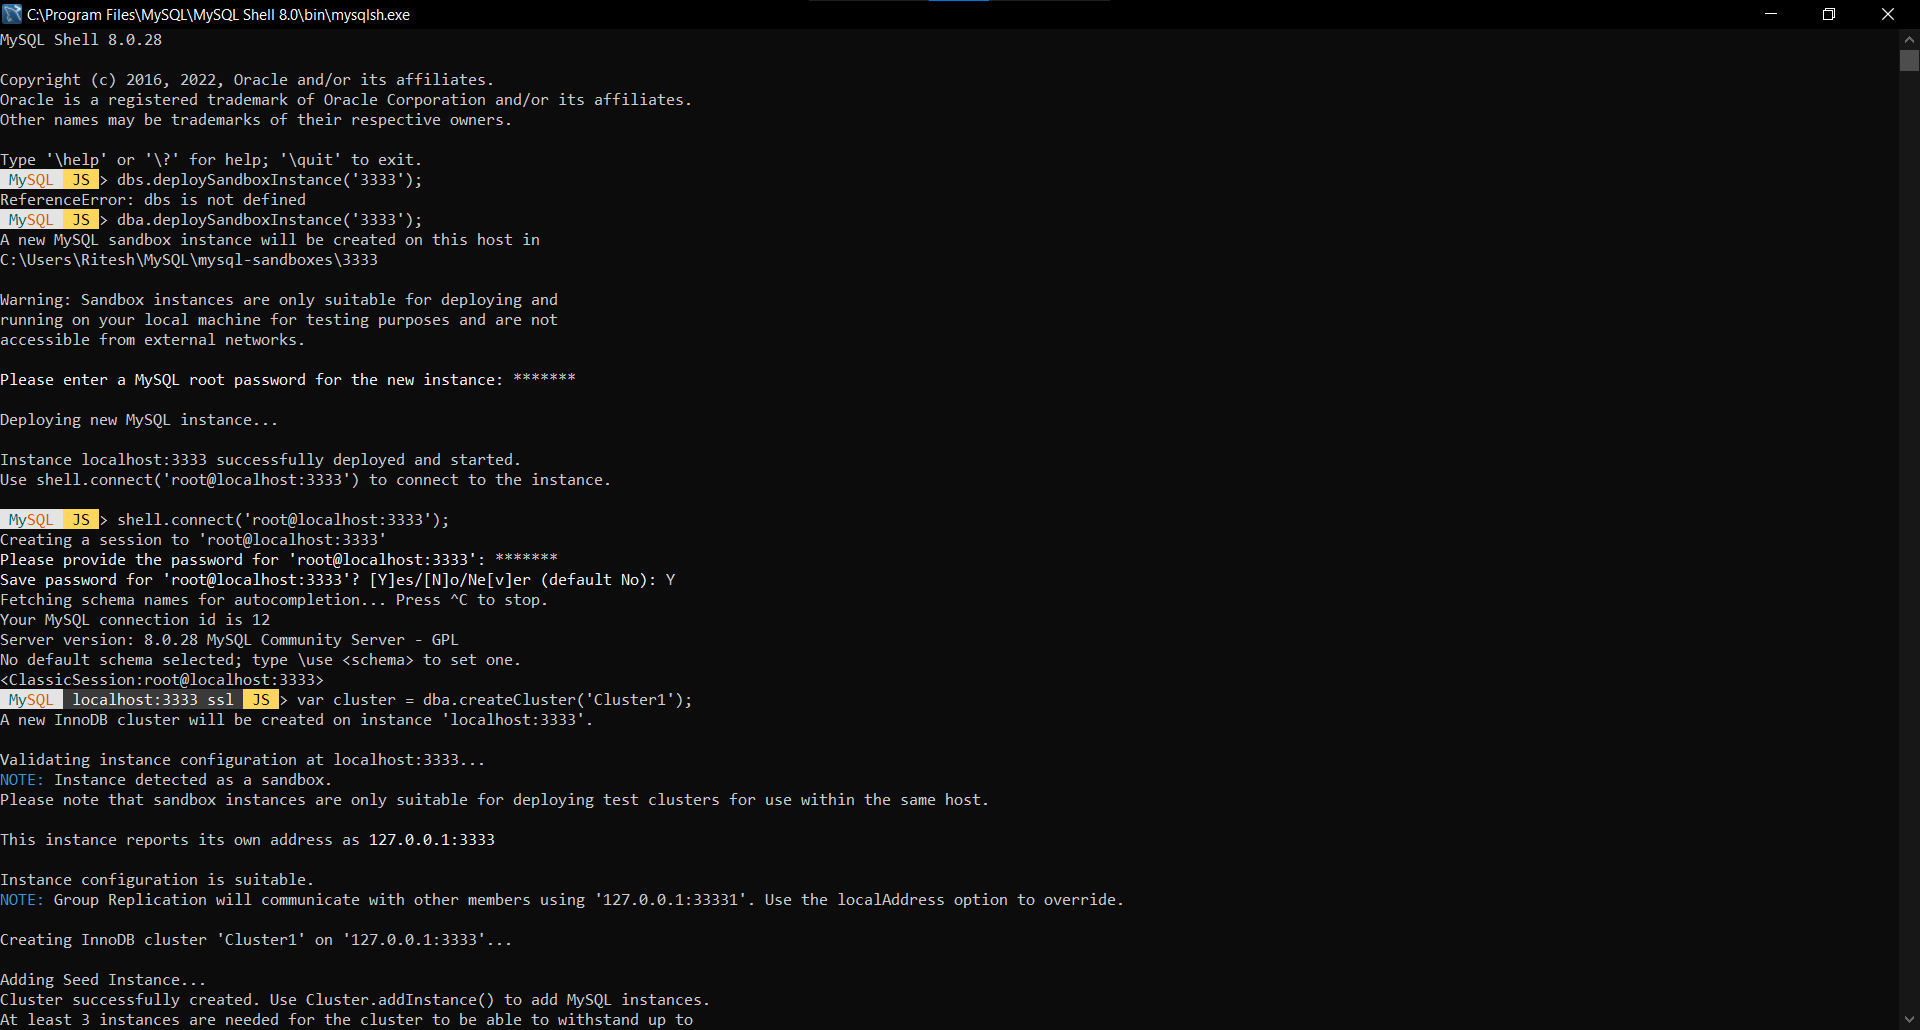 C:\Program Files\MySQL\MySQL Shell 8.0\bin\mysqlsh.exe
MySQL Shell 8.0.28
Copyright (c) 2016, 2022, Oracle and/or its affiliates.
Oracle is a registered trademark of Oracle Corporation and/or its affiliates.
Other names may be trademarks of their respective owners.
Type '\help' or '\?' for help; '\quit' to exit.
MySQL JS > dbs.deploySandboxInstance('3333');
ReferenceError: dbs is not defined
MySQL JS > dba.deploySandboxInstance('3333');
A new MySQL sandbox instance will be created on this host in
C:\Users\Ritesh\MySQL\mysql-sandboxes\3333
Warning: Sandbox instances are only suitable for deploying and
running on your local machine for testing purposes and are not
accessible from external networks.
Please enter a MySQL root password for the new instance: *******
Deploying new MySQL instance...
Instance localhost:3333 successfully deployed and started.
Use shell.connect('root@localhost:3333') to connect to the instance.
MySQL JS > shell.connect('root@localhost:3333');
Creating a session to 'root@localhost:3333'
Please provide the password for 'root@localhost:3333': *******
Save password for 'root@localhost:3333'? [Y]es/[N]o/Ne[v]er (default No): Y
Fetching schema names for autocompletion... Press ^C to stop.
Your MySQL connection id is 12
Server version: 8.0.28 MySQL Community Server - GPL
No default schema selected; type \use <schema> to set one.
<ClassicSession:root@localhost:3333>
MySQL localhost:3333 ssl JS > var cluster = dba.createCluster('Cluster1');
A new InnoDB cluster will be created on instance 'localhost:3333'.
Validating instance configuration at localhost:3333...
NOTE: Instance detected as a sandbox.
Please note that sandbox instances are only suitable for deploying test clusters for use within the same host.
This instance reports its own address as 127.0.0.1:3333
Instance configuration is suitable.
NOTE: Group Replication will communicate with other members using '127.0.0.1:33331'. Use the localAddress option to override.
Creating InnoDB cluster 'Cluster1' on '127.0.0.1:3333'...
Adding Seed Instance...
Cluster successfully created. Use Cluster.addInstance() to add MySQL instances.
At least 3 instances are needed for the cluster to be able to withstand up to